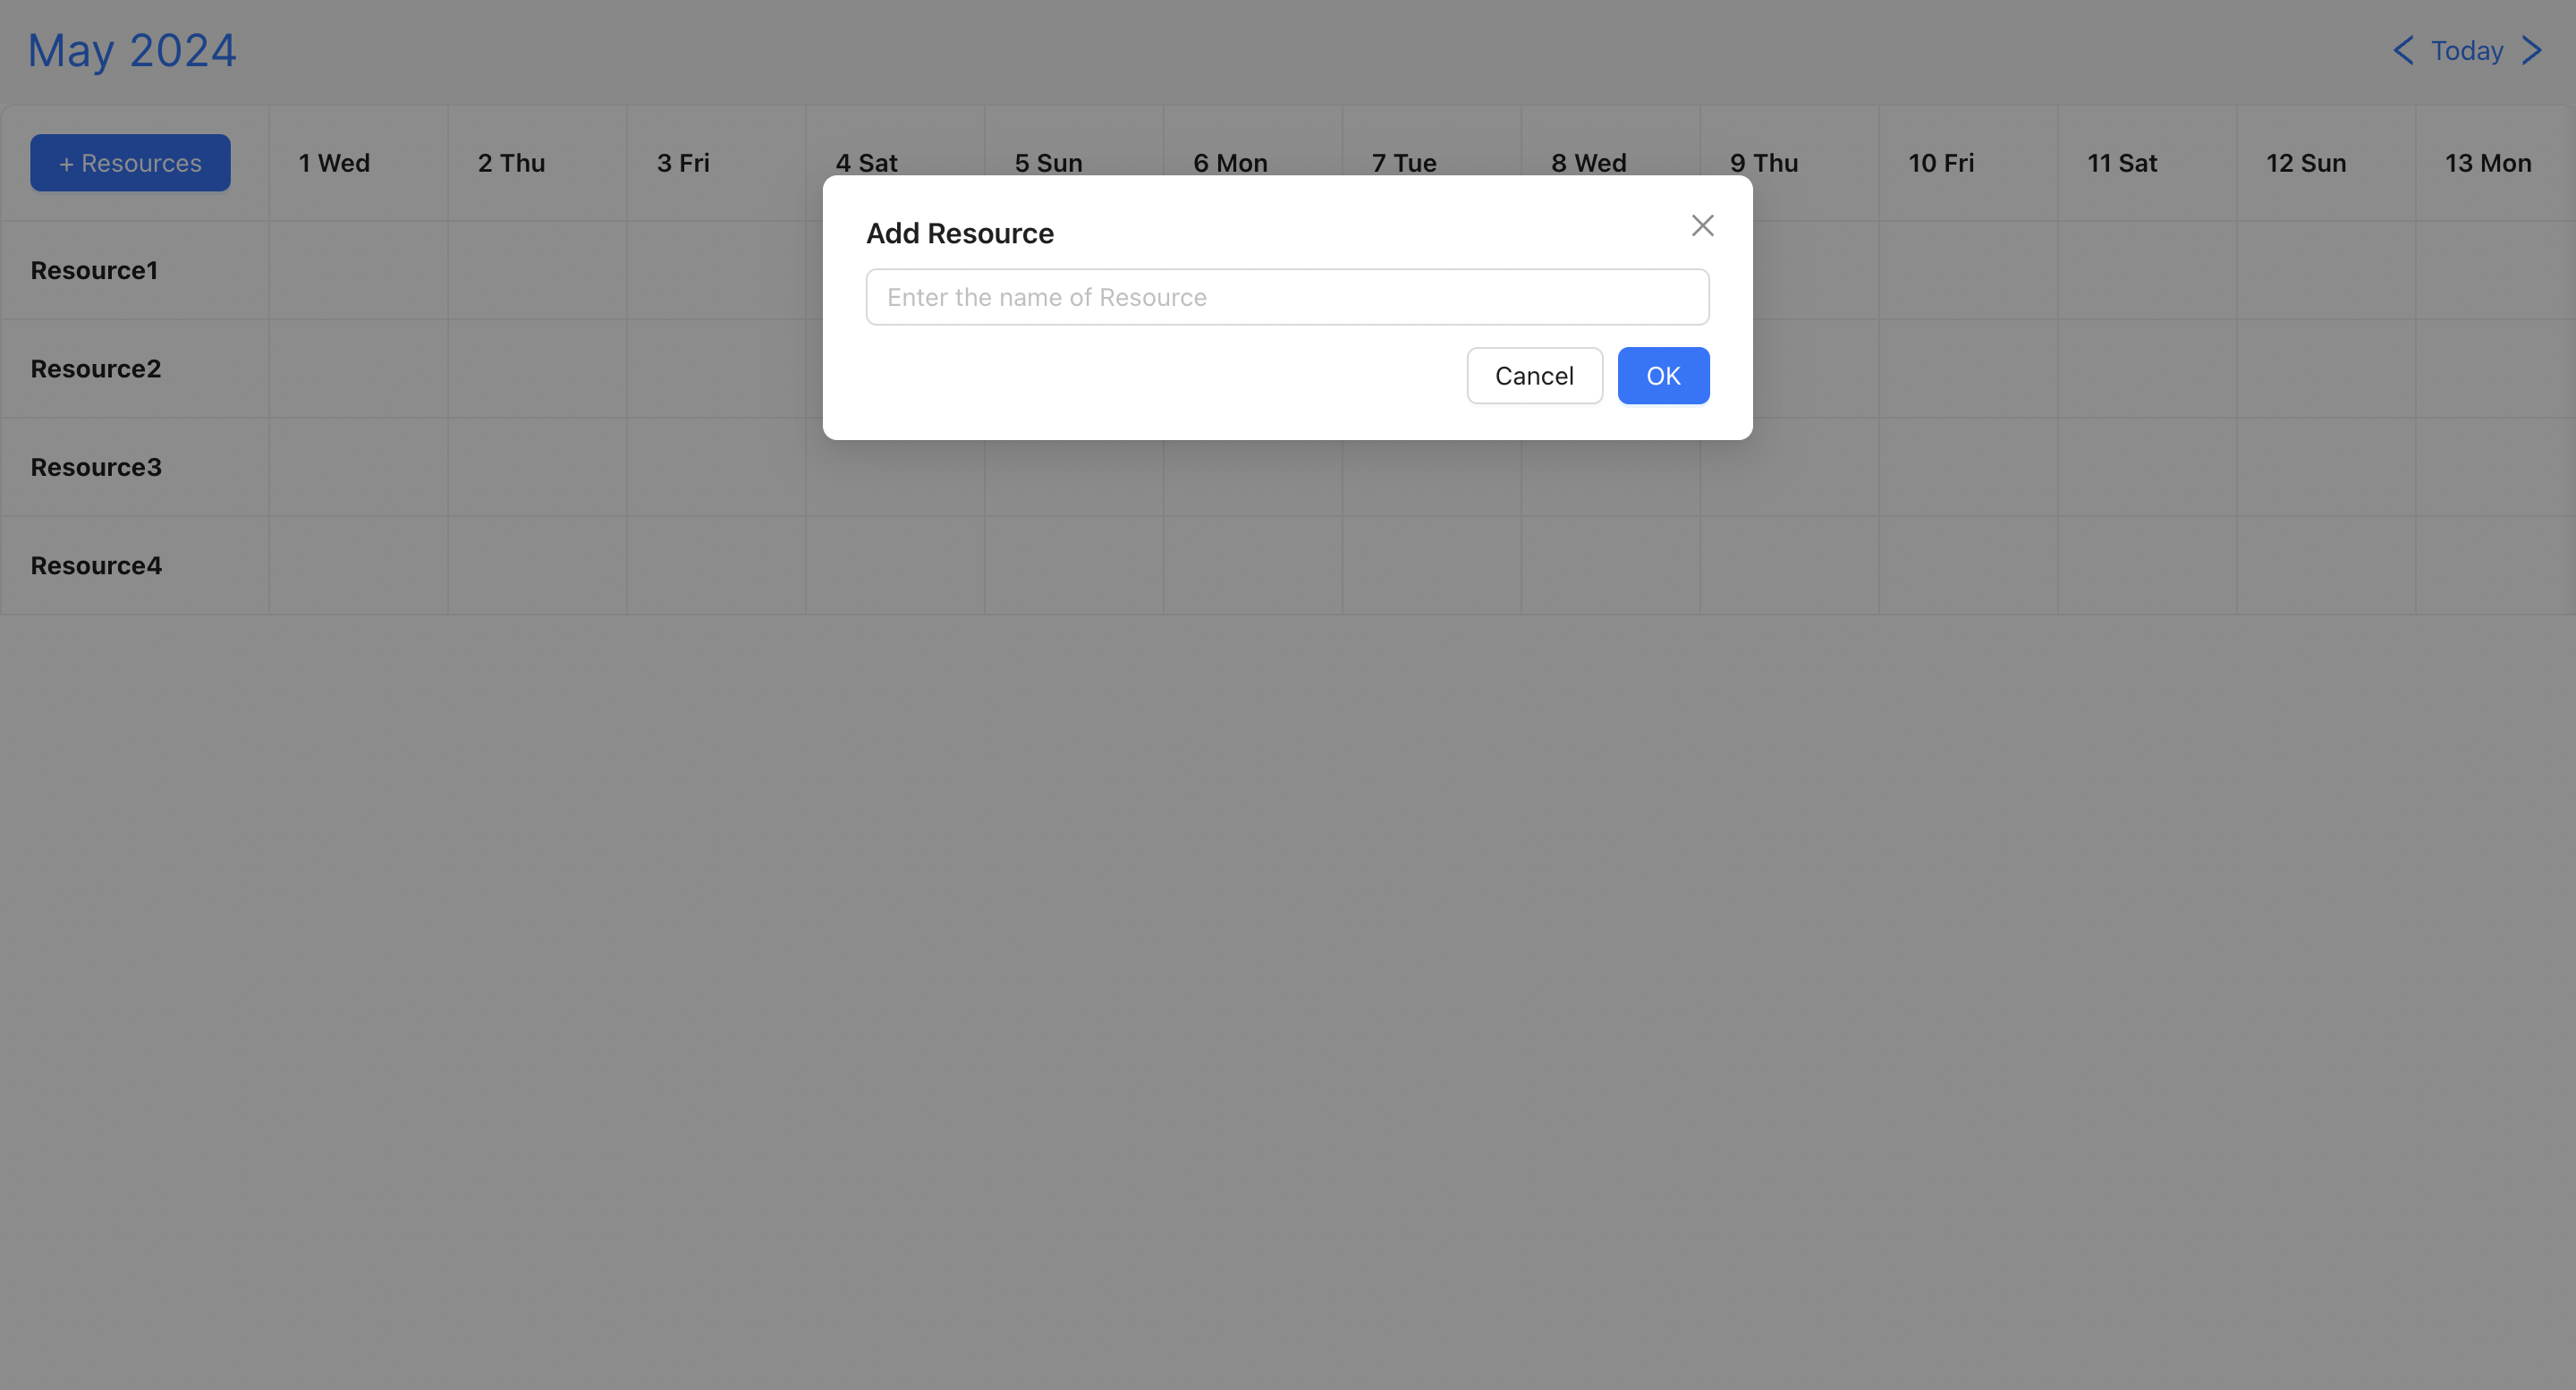 May 2024
Today
+ Resources 1 Wed 2 Thu 3 Fri 4 Sat 5 Sun 6 Mon 7 Tue 8 Wed 9 Thu 10 Fri 11 Sat 12 Sun 13 Mon
Add Resource
Resource1
Enter the name of Resource
Resource2
Cancel OK
Resource3
Resource4